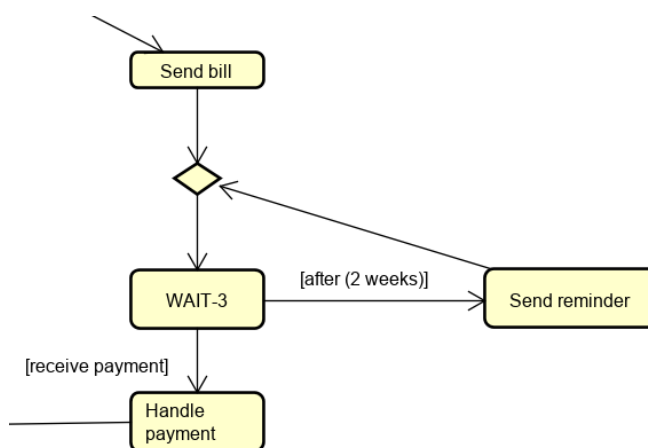 Send bill
[after (2 weeks)]
WAIT-3
Send reminder
[receive payment]
Handle
payment